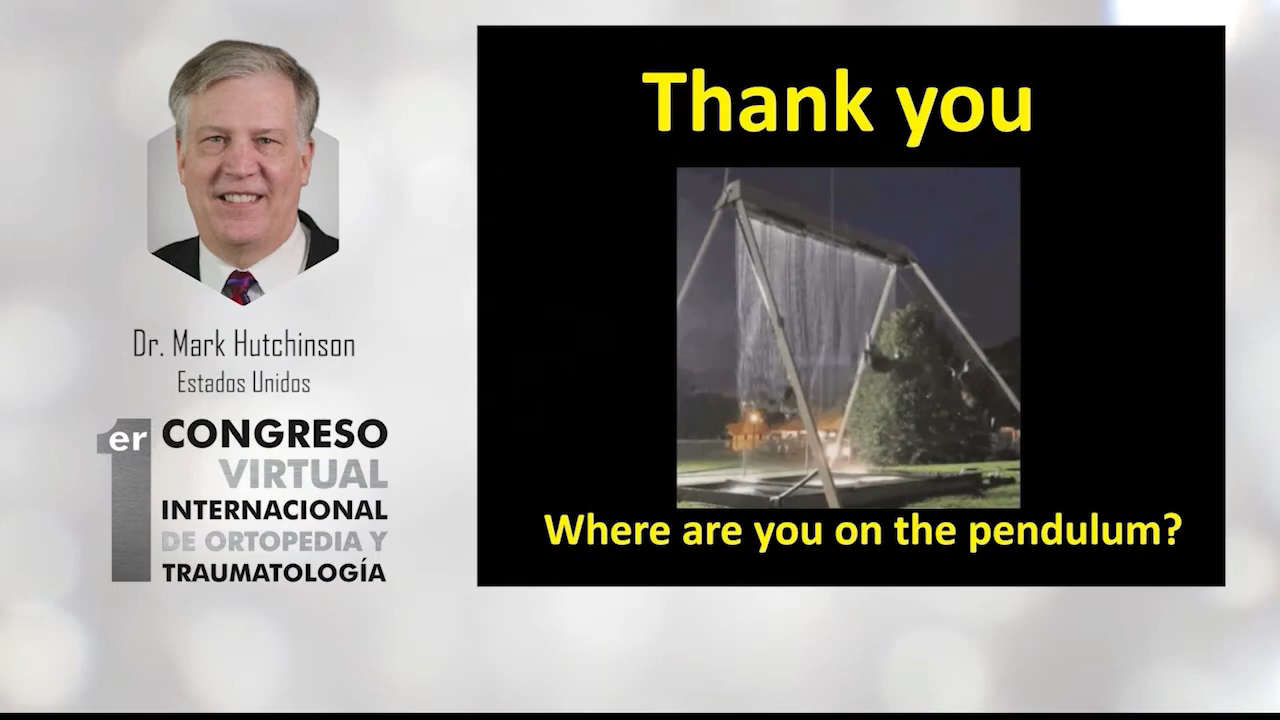 Thank you
Where are you on the pendulum?
Dr. Mark Hutchinson
Estados Unidos
1er CONGRESO
VIRTUAL
INTERNACIONAL
DE ORTOPEDIA Y
TRAUMATOLOGÍA